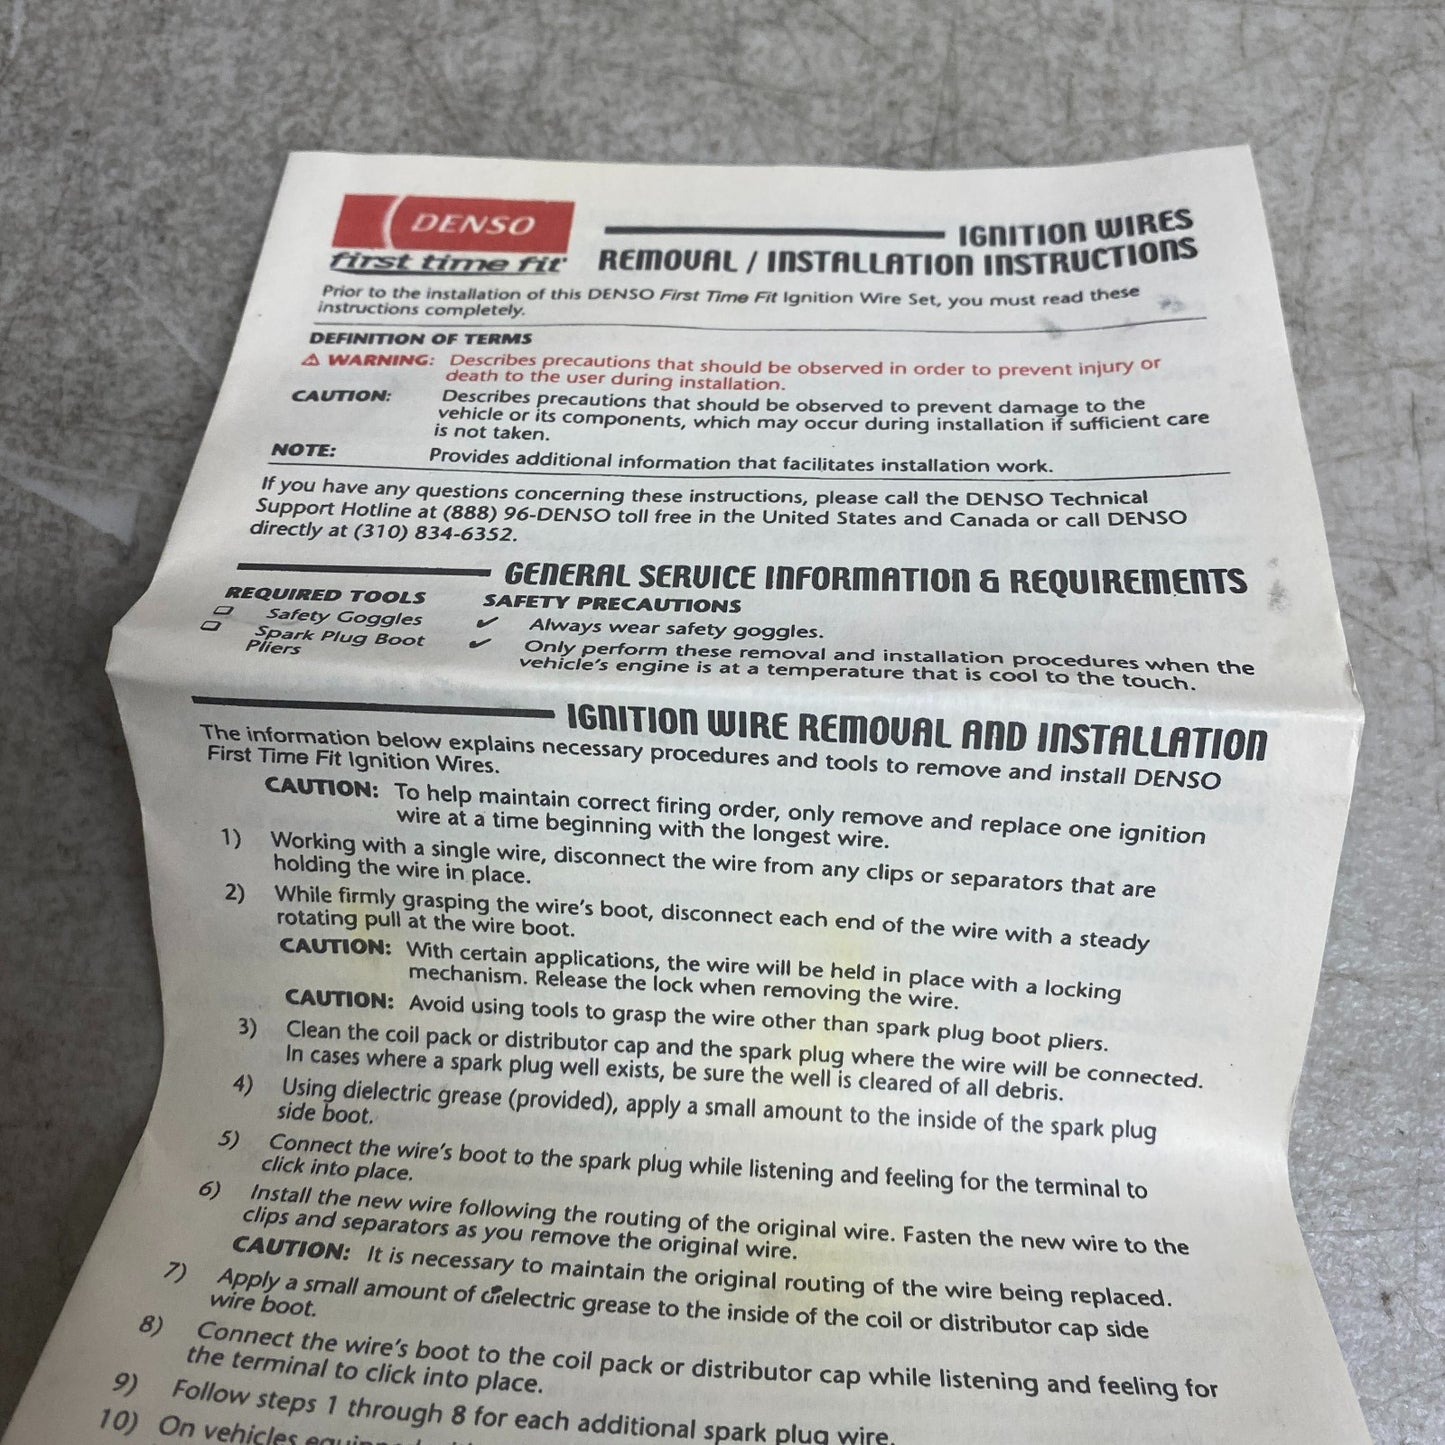 DENSO
first time fit
IGNITION WIRES
REMOVAL / INSTALLATION INSTRUCTIONS
Prior to the installation of this DENSO First Time Fit Ignition Wire Set, you must read these
instructions completely.
DEFINITION OF TERMS
⚠ WARNING: Describes precautions that should be observed in order to prevent injury or
death to the user during installation.
CAUTION: Describes precautions that should be observed to prevent damage to the
vehicle or its components, which may occur during installation if sufficient care
is not taken.
NOTE: Provides additional information that facilitates installation work.
If you have any questions concerning these instructions, please call the DENSO Technical
Support Hotline at (888) 96-DENSO toll free in the United States and Canada or call DENSO
directly at (310) 834-6352.
GENERAL SERVICE INFORMATION & REQUIREMENTS
REQUIRED TOOLS
Safety Goggles
Spark Plug Boot
Pliers
SAFETY PRECAUTIONS
✓ Always wear safety goggles.
✓ Only perform these removal and installation procedures when the
vehicle's engine is at a temperature that is cool to the touch.
IGNITION WIRE REMOVAL AND INSTALLATION
The information below explains necessary procedures and tools to remove and install DENSO
First Time Fit Ignition Wires.
CAUTION: To help maintain correct firing order, only remove and replace one ignition
wire at a time beginning with the longest wire.
1) Working with a single wire, disconnect the wire from any clips or separators that are
holding the wire in place.
2) While firmly grasping the wire's boot, disconnect each end of the wire with a steady
rotating pull at the wire boot.
CAUTION: With certain applications, the wire will be held in place with a locking
mechanism. Release the lock when removing the wire.
CAUTION: Avoid using tools to grasp the wire other than spark plug boot pliers.
3) Clean the coil pack or distributor cap and the spark plug where the wire will be connected.
In cases where a spark plug well exists, be sure the well is cleared of all debris.
4) Using dielectric grease (provided), apply a small amount to the inside of the spark plug
side boot.
5) Connect the wire's boot to the spark plug while listening and feeling for the terminal to
click into place.
6) Install the new wire following the routing of the original wire. Fasten the new wire to the
clips and separators as you remove the original wire.
CAUTION: It is necessary to maintain the original routing of the wire being replaced.
7) Apply a small amount of dielectric grease to the inside of the coil or distributor cap side
wire boot.
8) Connect the wire's boot to the coil pack or distributor cap while listening and feeling for
the terminal to click into place.
9) Follow steps 1 through 8 for each additional spark plug wire.
10) On vehicles